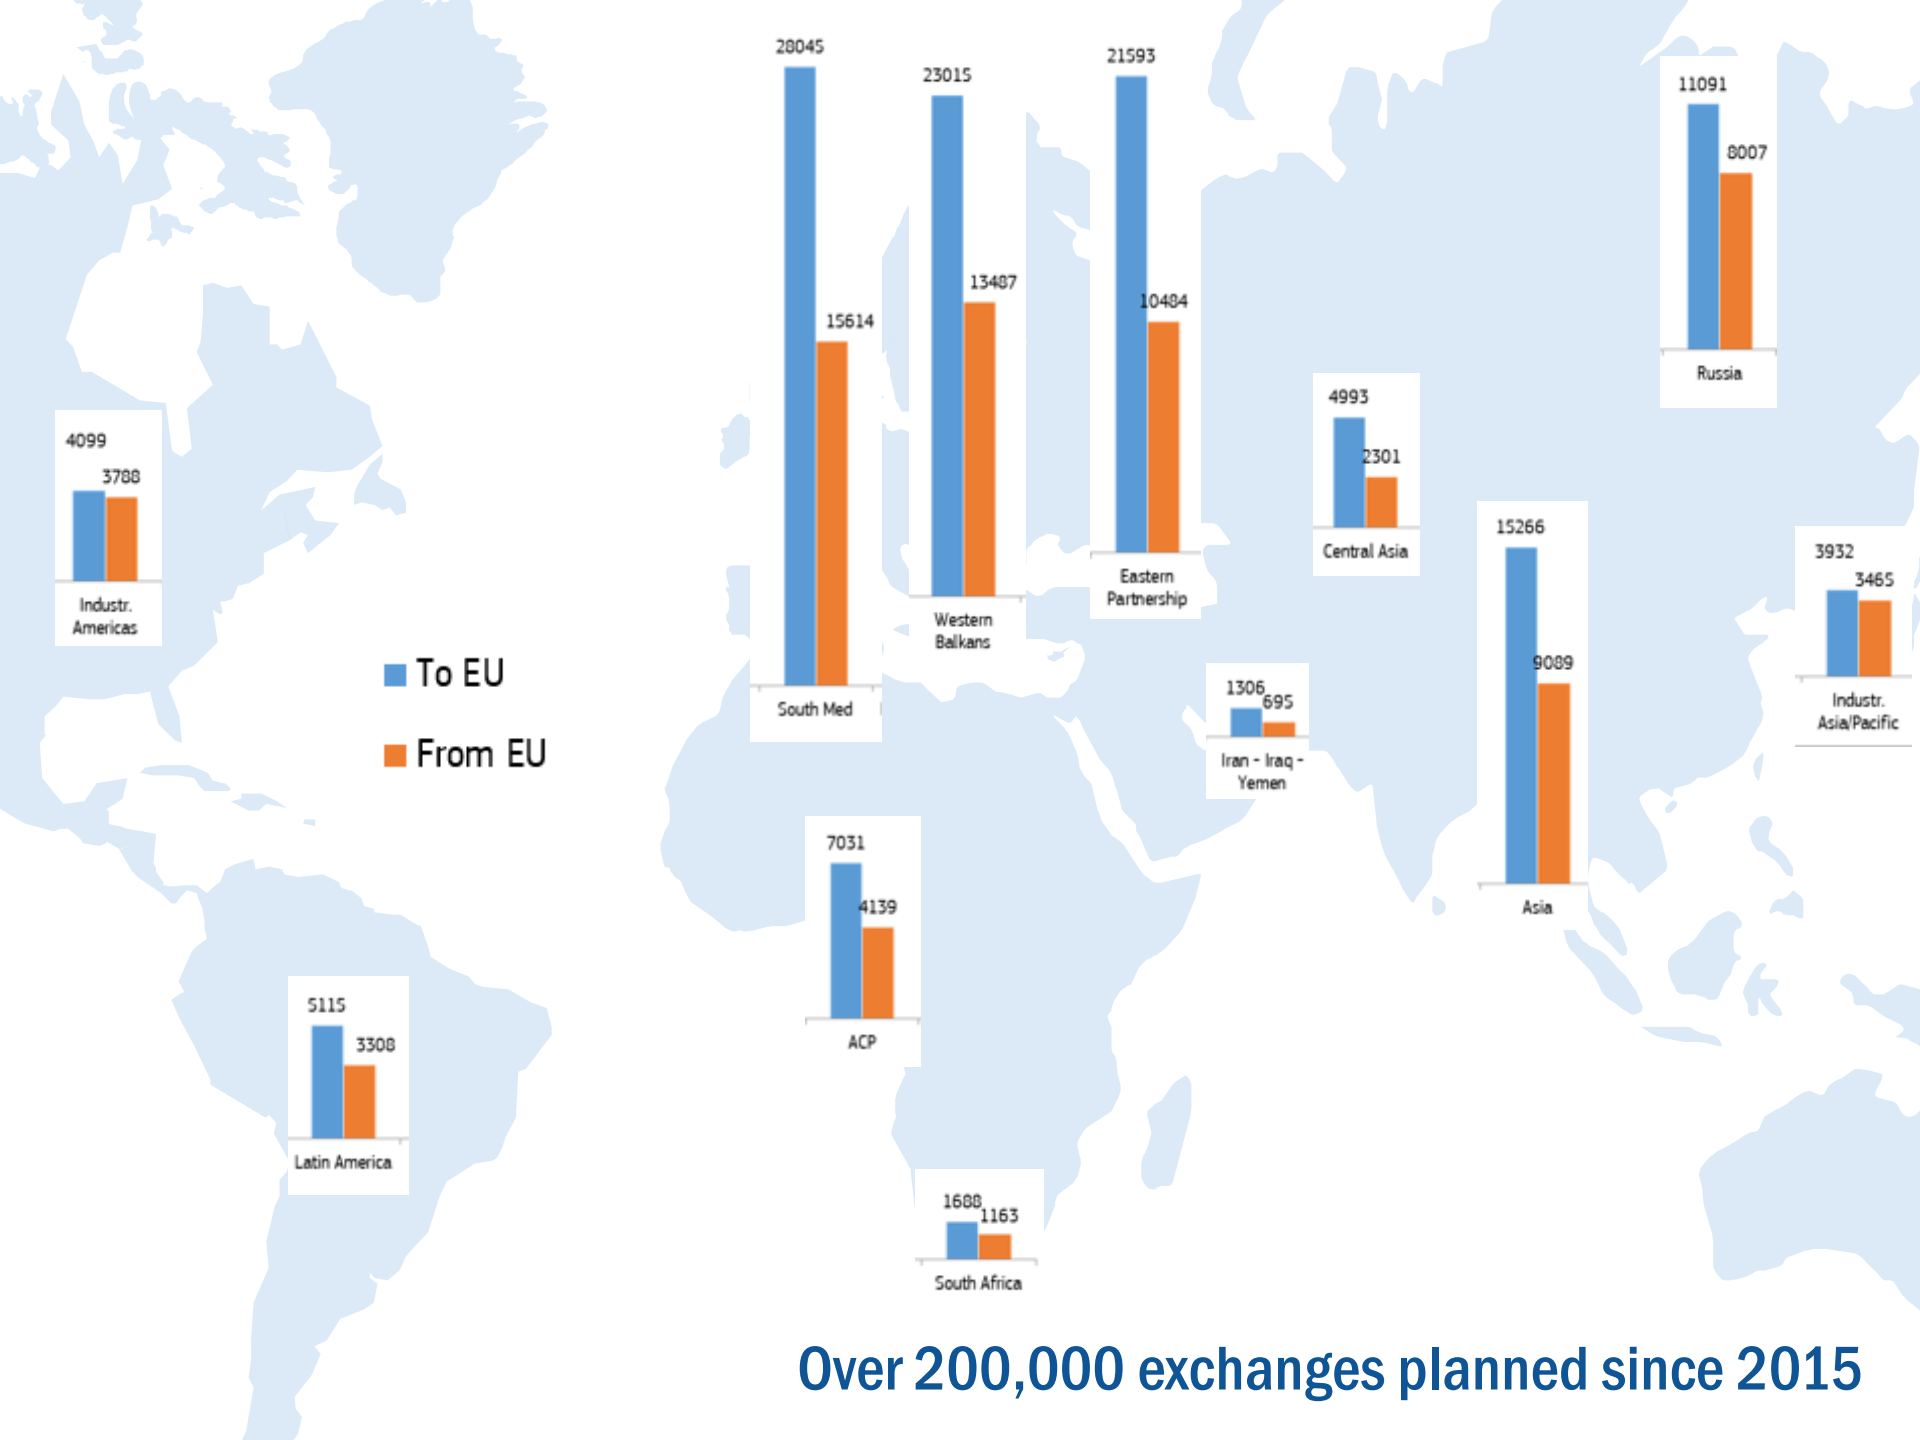 28045
15614
South Med
23015
13487
Western
Balkans
21593
10484
Eastern
Partnership
11091
8007
Russia
4993
2301
Central Asia
4099
3788
Industr.
Americas
15266
9089
Asia
3932
3465
Industr.
Asia/Pacific
To EU
From EU
1306
695
Iran - Iraq -
Yemen
7031
4139
ACP
5115
3308
Latin America
1688
1163
South Africa
Over 200,000 exchanges planned since 2015